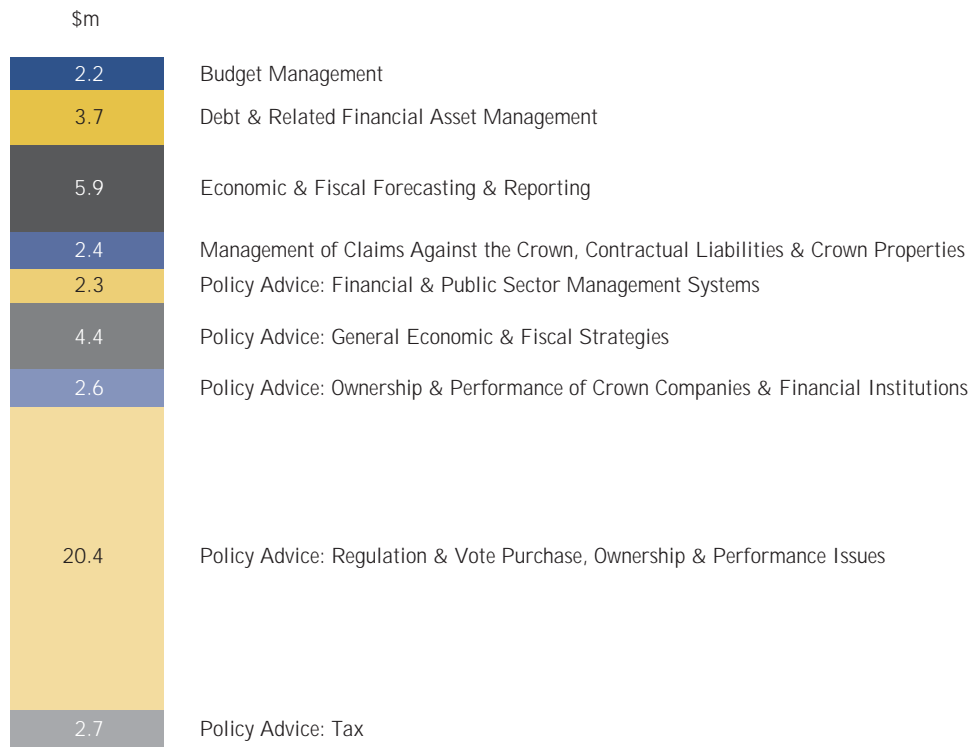 $m
2.2 Budget Management
3.7 Debt & Related Financial Asset Management
5.9 Economic & Fiscal Forecasting & Reporting
2.4 Management of Claims Against the Crown, Contractual Liabilities & Crown Properties
2.3 Policy Advice: Financial & Public Sector Management Systems
4.4 Policy Advice: General Economic & Fiscal Strategies
2.6 Policy Advice: Ownership & Performance of Crown Companies & Financial Institutions
20.4 Policy Advice: Regulation & Vote Purchase, Ownership & Performance Issues
2.7 Policy Advice: Tax